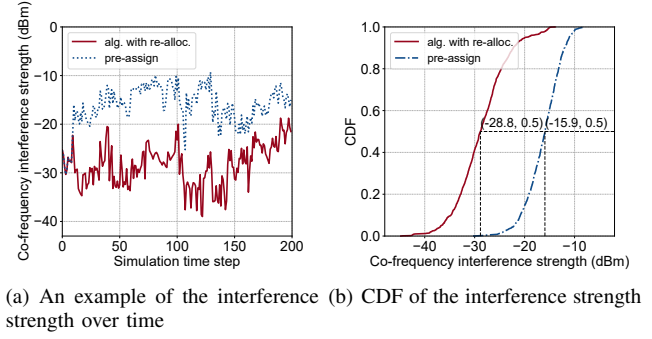 Co-frequency interference strength (dBm)
0
−10
−20
−30
−40
alg. with re-alloc.
pre-assign
0
50
100
150
200
Simulation time step
CDF
1.0
0.8
0.6
0.4
0.2
0.0
alg. with re-alloc.
pre-assign
(-28.8, 0.5)
(-15.9, 0.5)
−40
−30
−20
−10
Co-frequency interference strength (dBm)
(a) An example of the interference
strength over time
(b) CDF of the interference strength